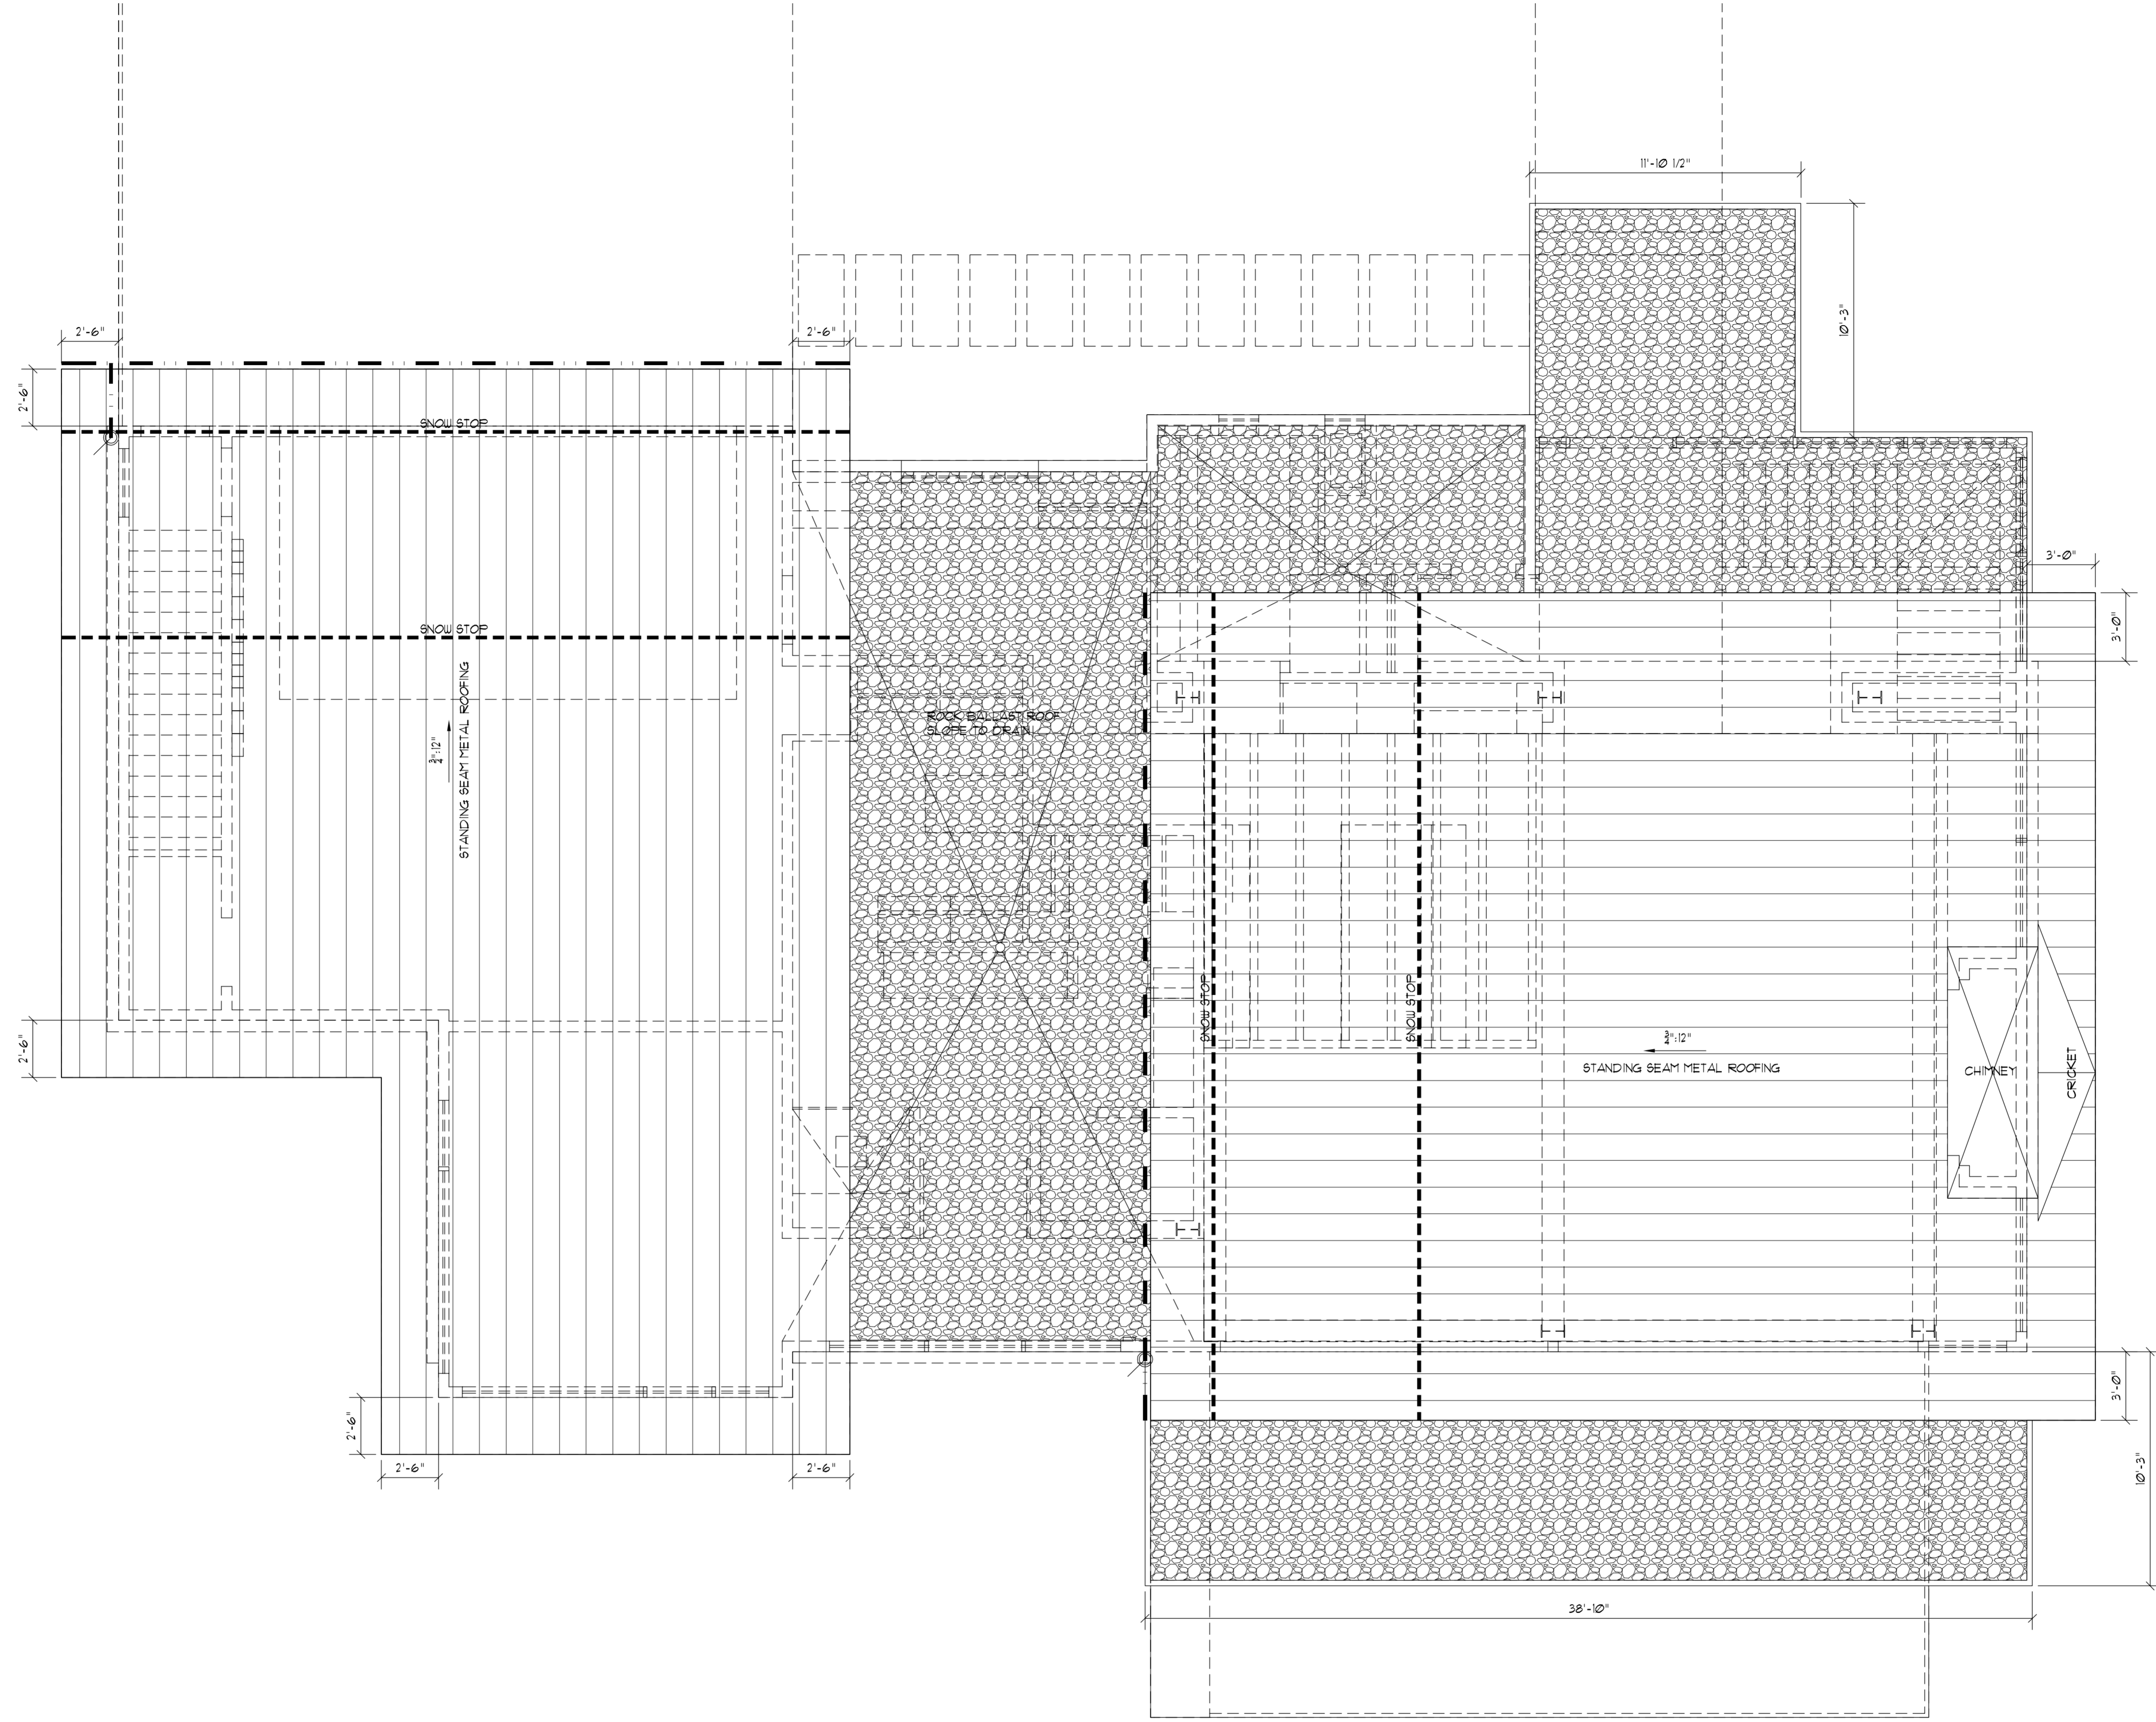 11'-10 1/2"
10'-3"
2'-6"
2'-6"
2'-6"
SNOW STOP
3'-0"
3'-0"
SNOW STOP
STANDING SEAM METAL ROOFING
3/4":12"
ROCK BALLAST ROOF
SLOPE TO DRAIN
SNOW STOP
SNOW STOP
3/4":12"
STANDING SEAM METAL ROOFING
CHIMNEY
CRICKET
2'-6"
2'-6"
2'-6"
2'-6"
3'-0"
10'-3"
38'-10"